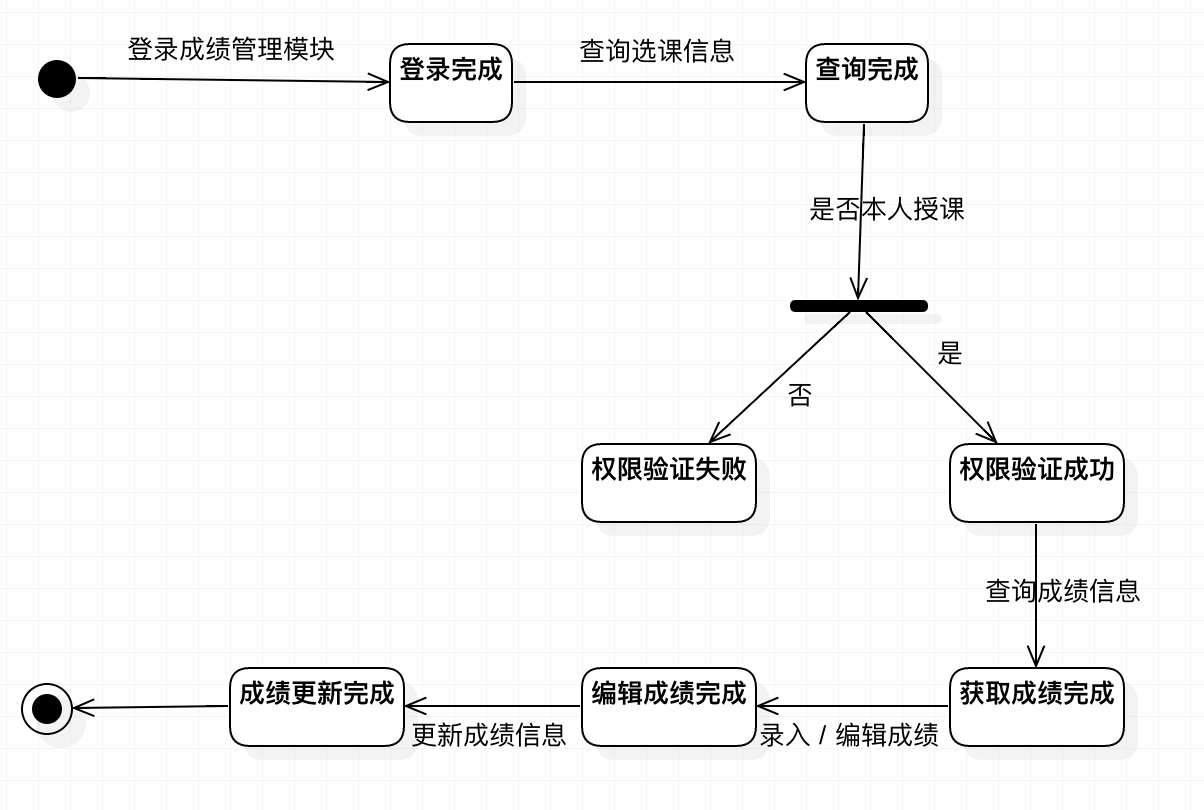 登录成绩管理模块
登录完成
查询选课信息
查询完成
是否本人授课
是
否
权限验证失败
权限验证成功
查询成绩信息
成绩更新完成
更新成绩信息
编辑成绩完成
录入 / 编辑成绩
获取成绩完成